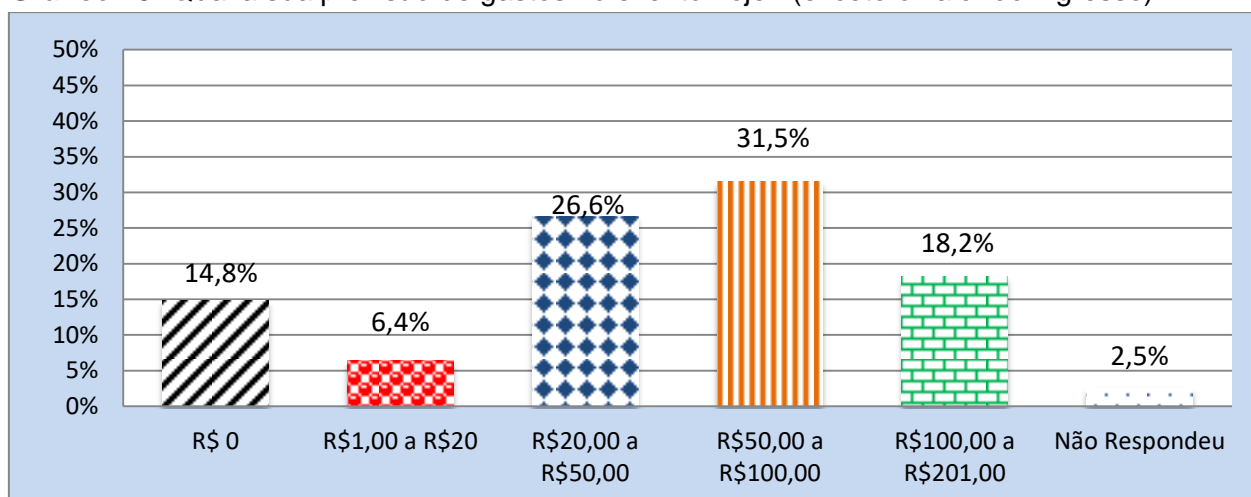 50%
45%
40%
35%
30%
25%
20%
15%
10%
5%
0%
14,8%
6,4%
26,6%
31,5%
18,2%
2,5%
R$ 0
R$1,00 a R$20
R$20,00 a
R$50,00
R$50,00 a
R$100,00
R$100,00 a
R$201,00
Não Respondeu